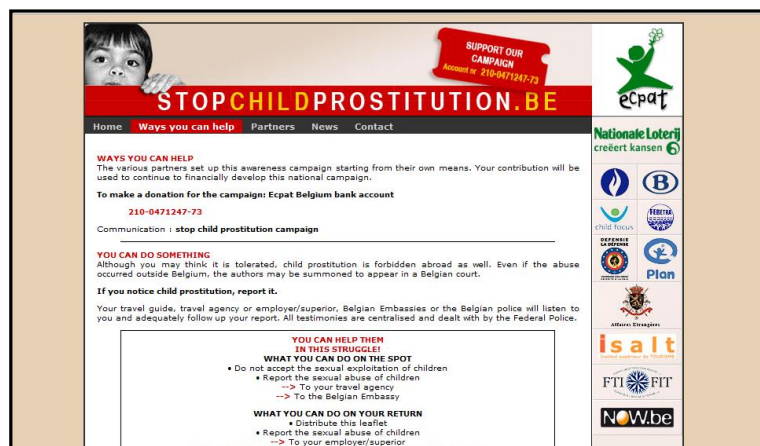 SUPPORT OUR
CAMPAIGN
Account nr 210-0471247-73
STOPCHILDPROSTITUTION.BE
ecpat
Home Ways you can help Partners News Contact
Nationale Loterij
creëert kansen
WAYS YOU CAN HELP
The various partners set up this awareness campaign starting from their own means. Your contribution will be
used to continue to financially develop this national campaign.
To make a donation for the campaign: Ecpat Belgium bank account
210-0471247-73
Communication : stop child prostitution campaign
B
child focus
FEBETRA
YOU CAN DO SOMETHING
Although you may think it is tolerated, child prostitution is forbidden abroad as well. Even if the abuse
occurred outside Belgium, the authors may be summoned to appear in a Belgian court.
If you notice child prostitution, report it.
Your travel guide, travel agency or employer/superior, Belgian Embassies or the Belgian police will listen to
you and adequately follow up your report. All testimonies are centralised and dealt with by the Federal Police.
DEFENSIE
LA DEFENSE
Plan
Affaires Etrangères
YOU CAN HELP THEM
IN THIS STRUGGLE!
WHAT YOU CAN DO ON THE SPOT
• Do not accept the sexual exploitation of children
• Report the sexual abuse of children
--> To your travel agency
--> To the Belgian Embassy
WHAT YOU CAN DO ON YOUR RETURN
• Distribute this leaflet
• Report the sexual abuse of children
--> To your employer/superior
isalt
Institut supérieur de TOURISME
FTI FIT
NOW.be